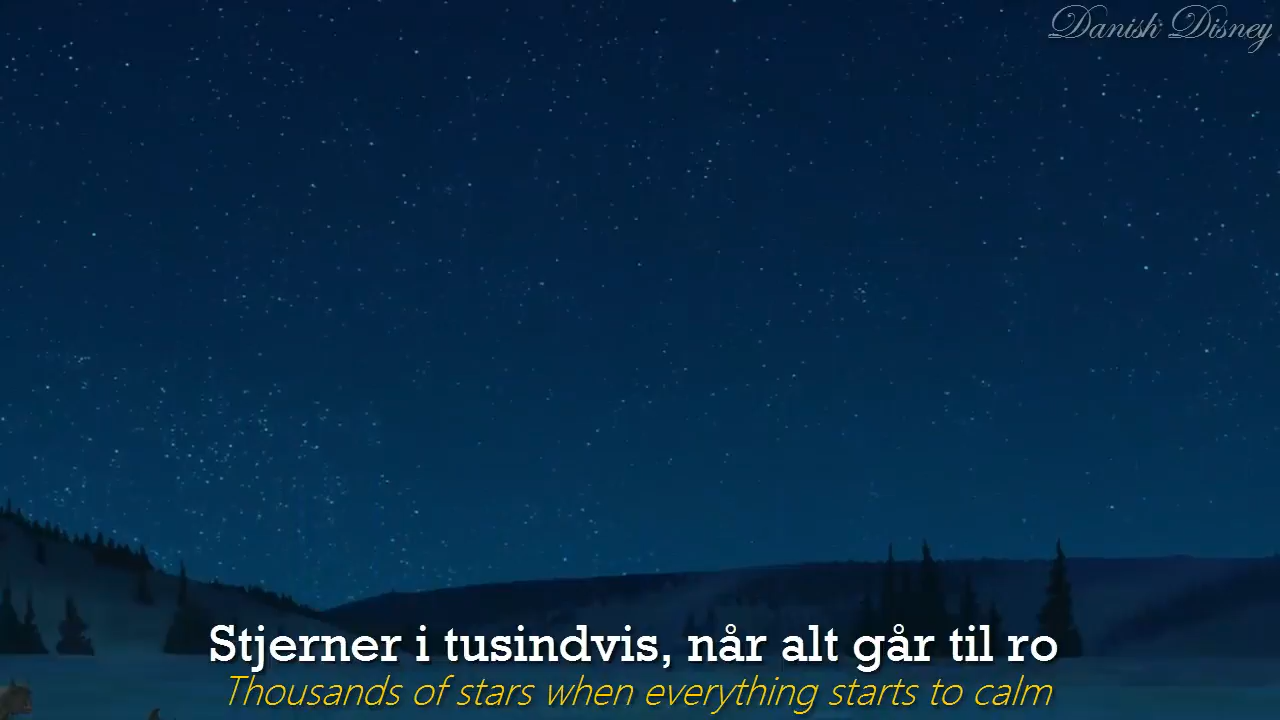 Danish Disney
Stjerner i tusindvis, når alt går til ro
Thousands of stars when everything starts to calm